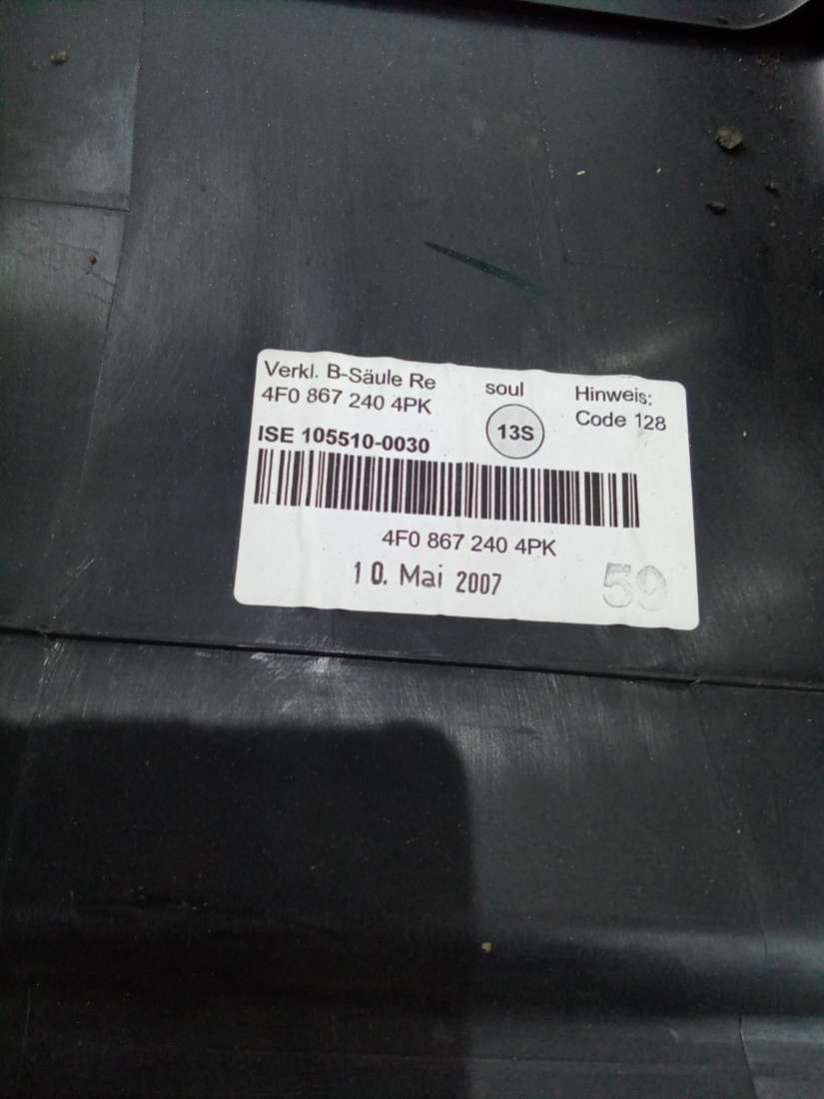 Verkl. B-Säule Re
4F0 867 240 4PK
soul
13S
Hinweis:
Code 128
ISE 105510-0030
4F0 867 240 4PK
10. Mai 2007
59